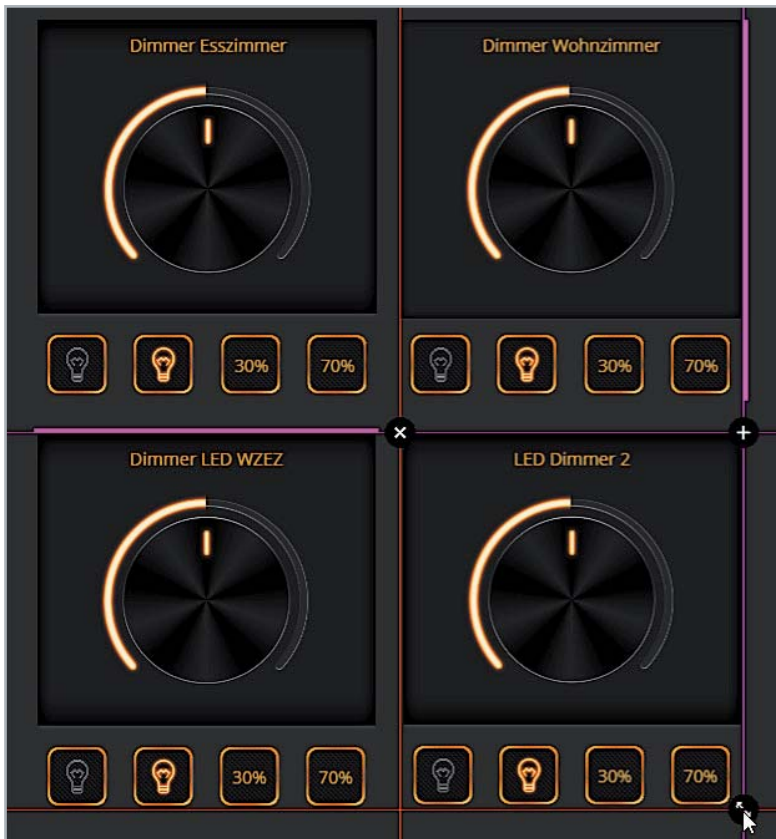 Dimmer Esszimmer
Dimmer Wohnzimmer
30% 70%
30% 70%
Dimmer LED WZEZ
LED Dimmer 2
30% 70%
30% 70%